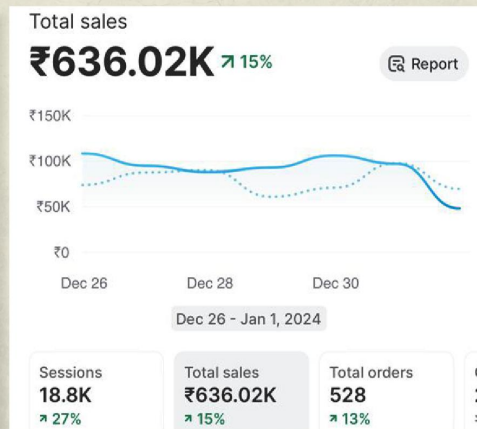 Total sales
₹636.02K ↗ 15%
Report
₹150K
₹100K
₹50K
₹0
Dec 26 Dec 28 Dec 30
Dec 26 - Jan 1, 2024
Sessions
18.8K
↗ 27%
Total sales
₹636.02K
↗ 15%
Total orders
528
↗ 13%